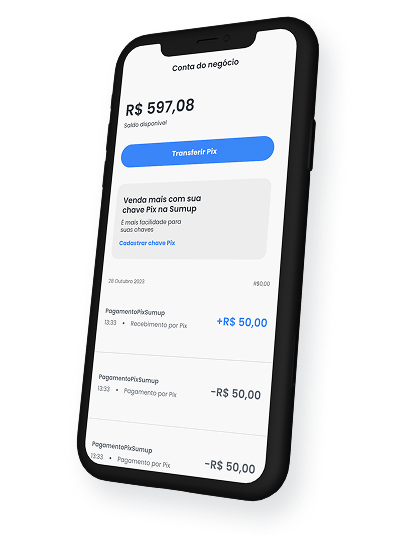 Conta do negócio
R$ 597,08
Saldo disponível
Transferir Pix
Venda mais com sua
chave Pix na Sumup
É mais facilidade para
suas chaves
Cadastrar chave Pix
28 Outubro 2023 R$0,00
PagamentoPixSumup
13:33 • Recebimento por Pix +R$ 50,00
PagamentoPixSumup
13:33 • Pagamento por Pix -R$ 50,00
PagamentoPixSumup
13:33 • Pagamento por Pix -R$ 50,00